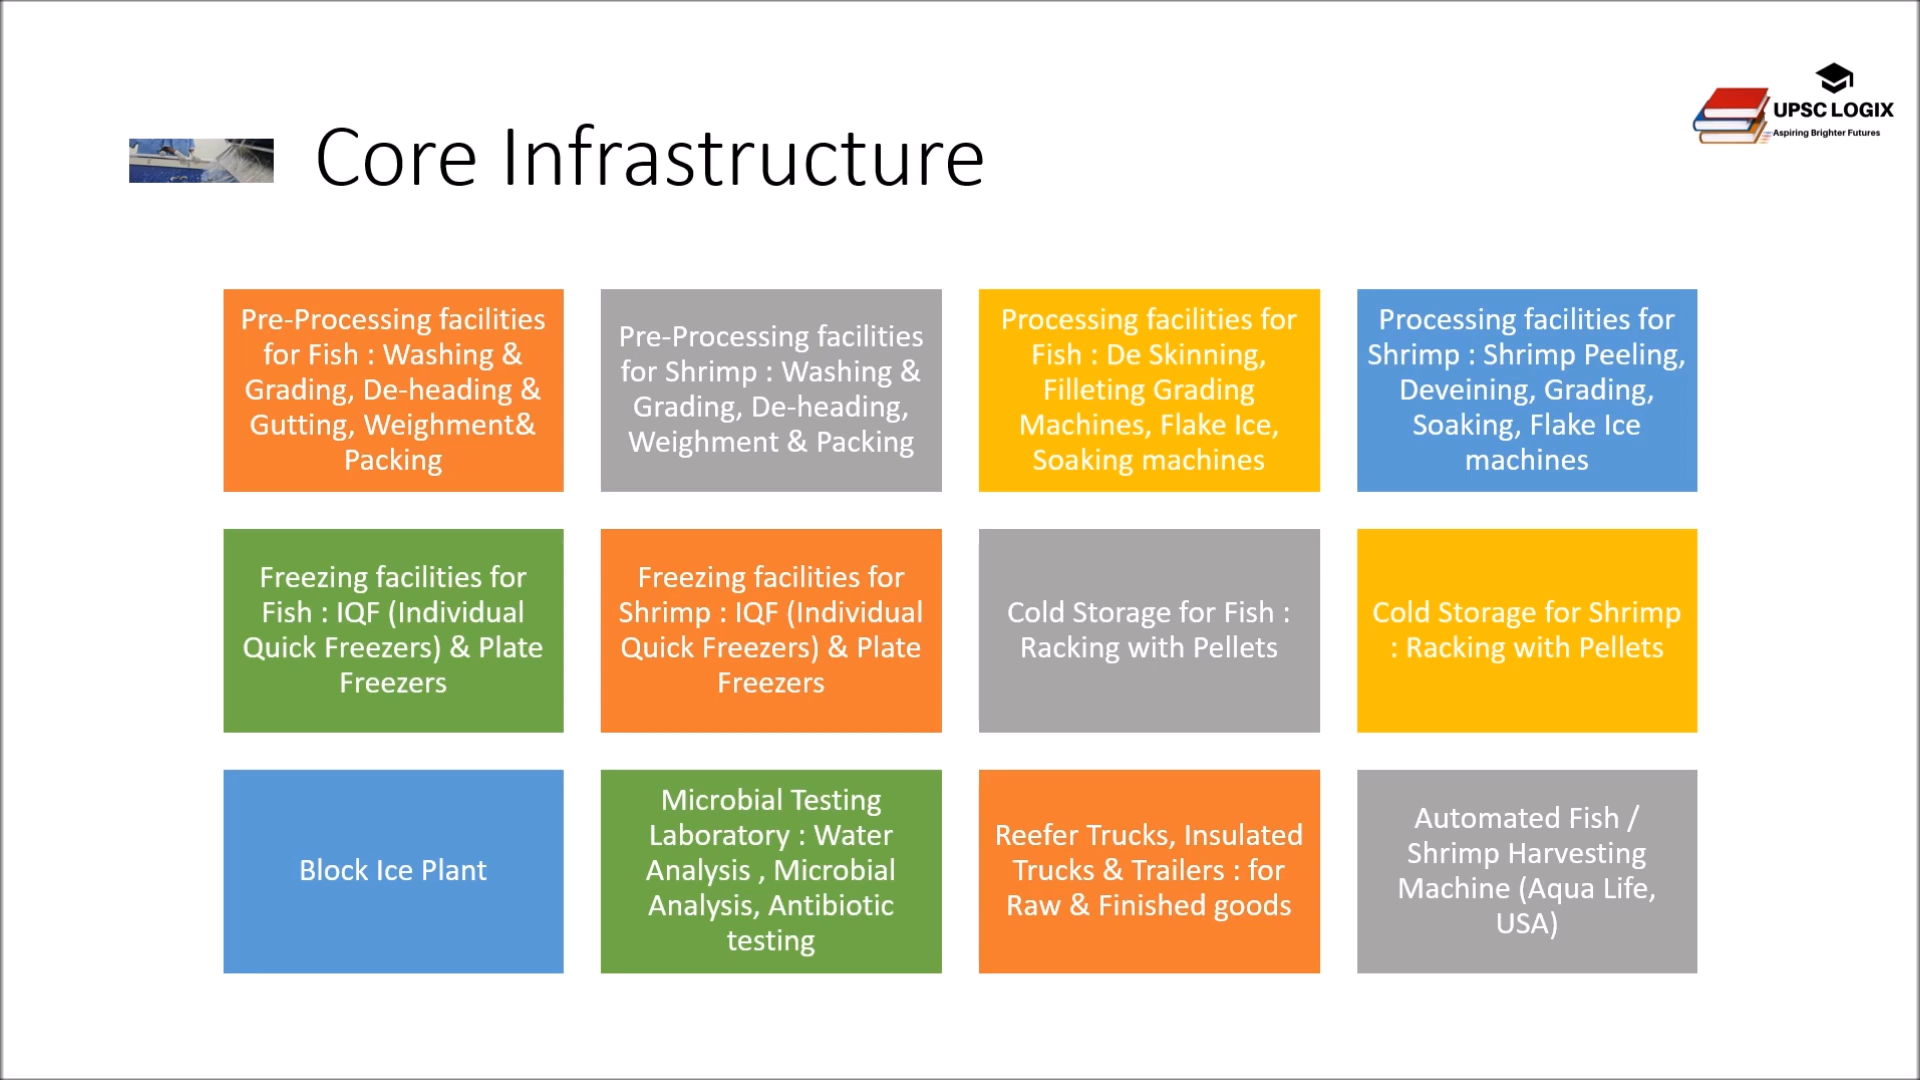 UPSC LOGIX
Aspiring Brighter Futures
Core Infrastructure
Pre-Processing facilities
for Fish : Washing &
Grading, De-heading &
Gutting, Weighment&
Packing
Pre-Processing facilities
for Shrimp : Washing &
Grading, De-heading,
Weighment & Packing
Processing facilities for
Fish : De Skinning,
Filleting Grading
Machines, Flake Ice,
Soaking machines
Processing facilities for
Shrimp : Shrimp Peeling,
Deveining, Grading,
Soaking, Flake Ice
machines
Freezing facilities for
Fish : IQF (Individual
Quick Freezers) & Plate
Freezers
Freezing facilities for
Shrimp : IQF (Individual
Quick Freezers) & Plate
Freezers
Cold Storage for Fish :
Racking with Pellets
Cold Storage for Shrimp
: Racking with Pellets
Block Ice Plant
Microbial Testing
Laboratory : Water
Analysis , Microbial
Analysis, Antibiotic
testing
Reefer Trucks, Insulated
Trucks & Trailers : for
Raw & Finished goods
Automated Fish /
Shrimp Harvesting
Machine (Aqua Life,
USA)